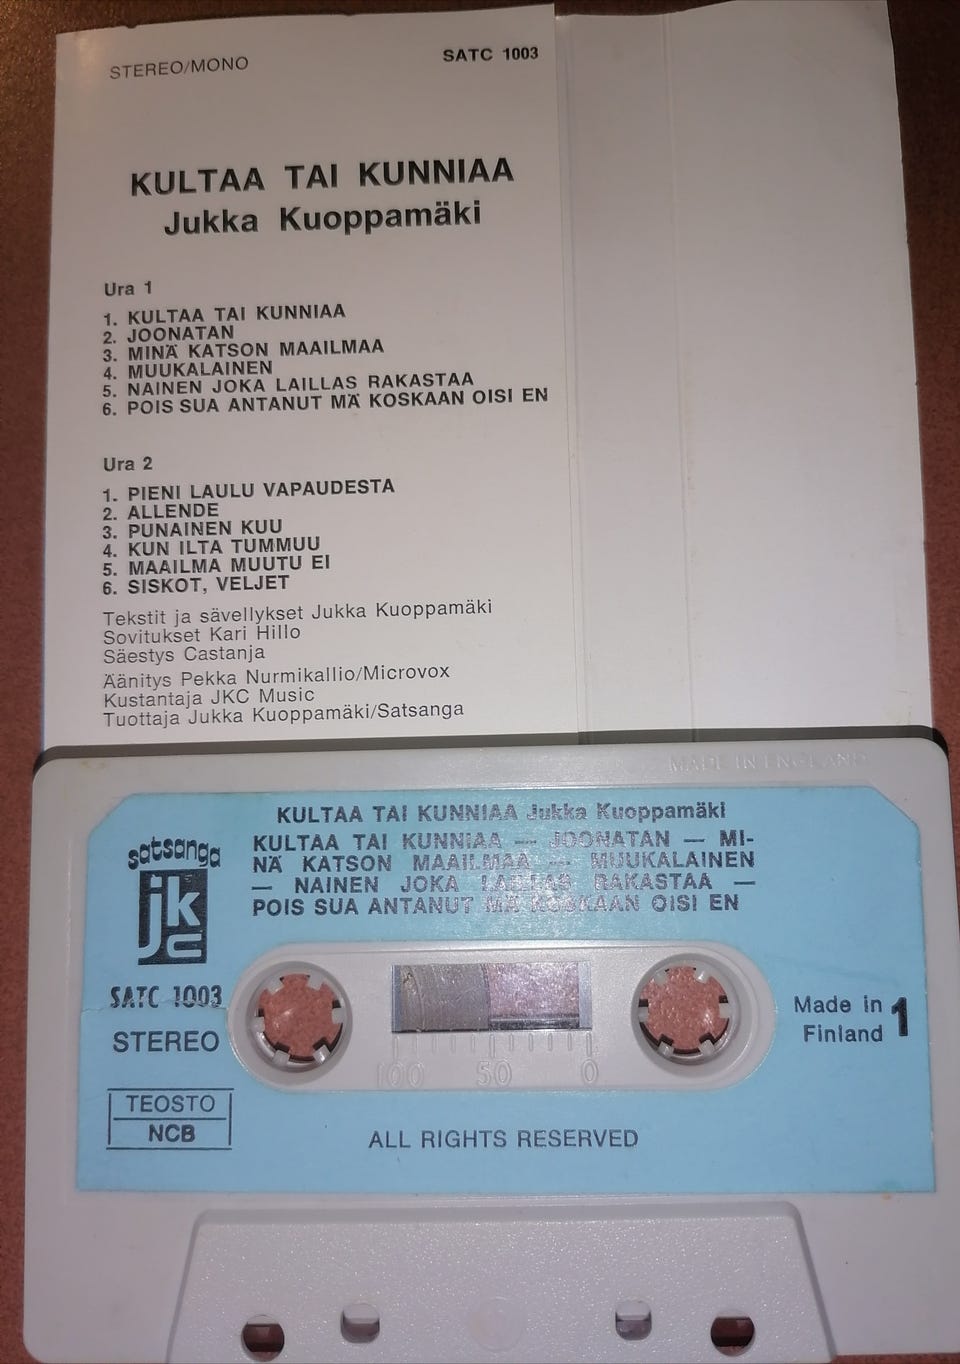 STEREO/MONO
SATC 1003
KULTAA TAI KUNNIAA
Jukka Kuoppamäki
Ura 1
1. KULTAA TAI KUNNIAA
2. JOONATAN
3. MINÄ KATSON MAAILMAA
4. MUUKALAINEN
5. NAINEN JOKA LAILLAS RAKASTAA
6. POIS SUA ANTANUT MÄ KOSKAAN OISI EN
Ura 2
1. PIENI LAULU VAPAUDESTA
2. ALLENDE
3. PUNAINEN KUU
4. KUN ILTA TUMMUU
5. MAAILMA MUUTU EI
6. SISKOT, VELJET
Tekstit ja sävellykset Jukka Kuoppamäki
Sovitukset Kari Hillo
Säestys Castanja
Äänitys Pekka Nurmikallio/Microvox
Kustantaja JKC Music
Tuottaja Jukka Kuoppamäki/Satsanga
MADE IN ENGLAND
KULTAA TAI KUNNIAA Jukka Kuoppamäki
KULTAA TAI KUNNIAA — JOONATAN — MI-
NÄ KATSON MAAILMAA — MUUKALAINEN
— NAINEN JOKA LAILLAS RAKASTAA —
POIS SUA ANTANUT MÄ KOSKAAN OISI EN
satsanga
jkc
SATC 1003
STEREO
TEOSTO
NCB
100 50 0
Made in
Finland
1
ALL RIGHTS RESERVED